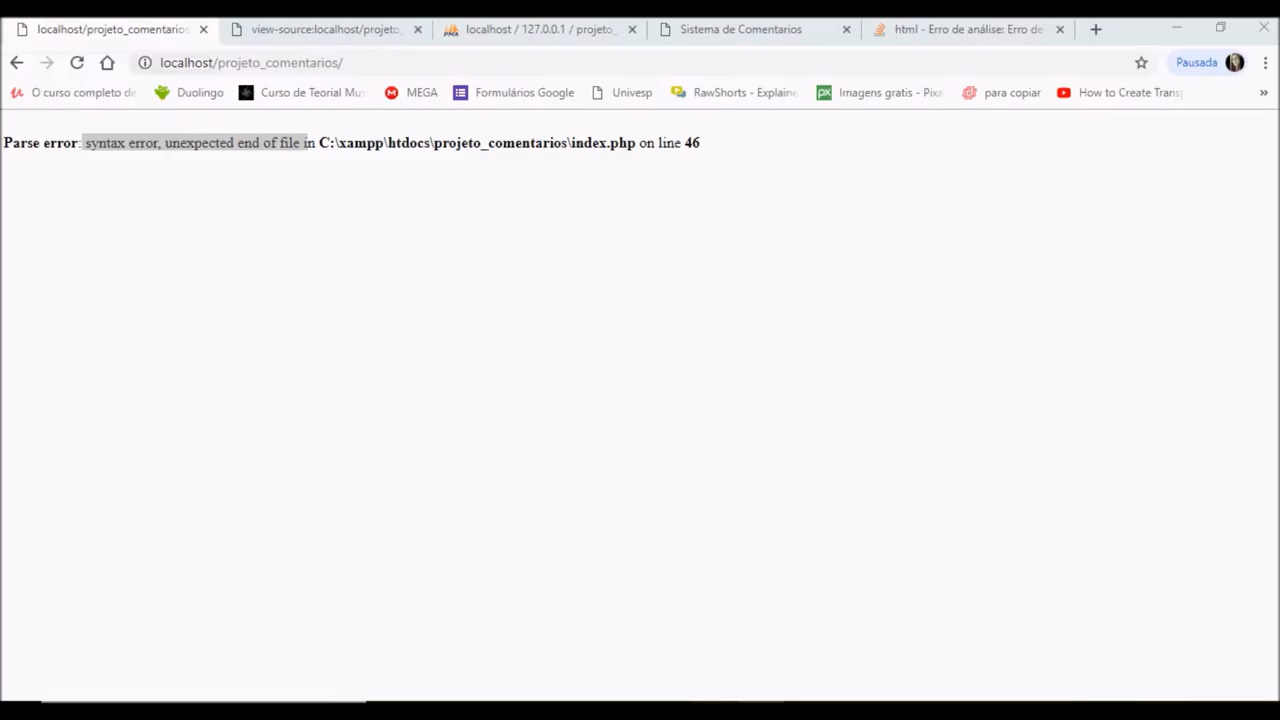 localhost/projeto_comentarios
view-source:localhost/projeto_
localhost / 127.0.0.1 / projeto_
Sistema de Comentarios
html - Erro de análise: Erro de
localhost/projeto_comentarios/
Pausada
O curso completo de
Duolingo
Curso de Teorial Mus
MEGA
Formulários Google
Univesp
RawShorts - Explaine
Imagens gratis - Pixa
para copiar
How to Create Trans
»
Parse error: syntax error, unexpected end of file in C:\xampp\htdocs\projeto_comentarios\index.php on line 46